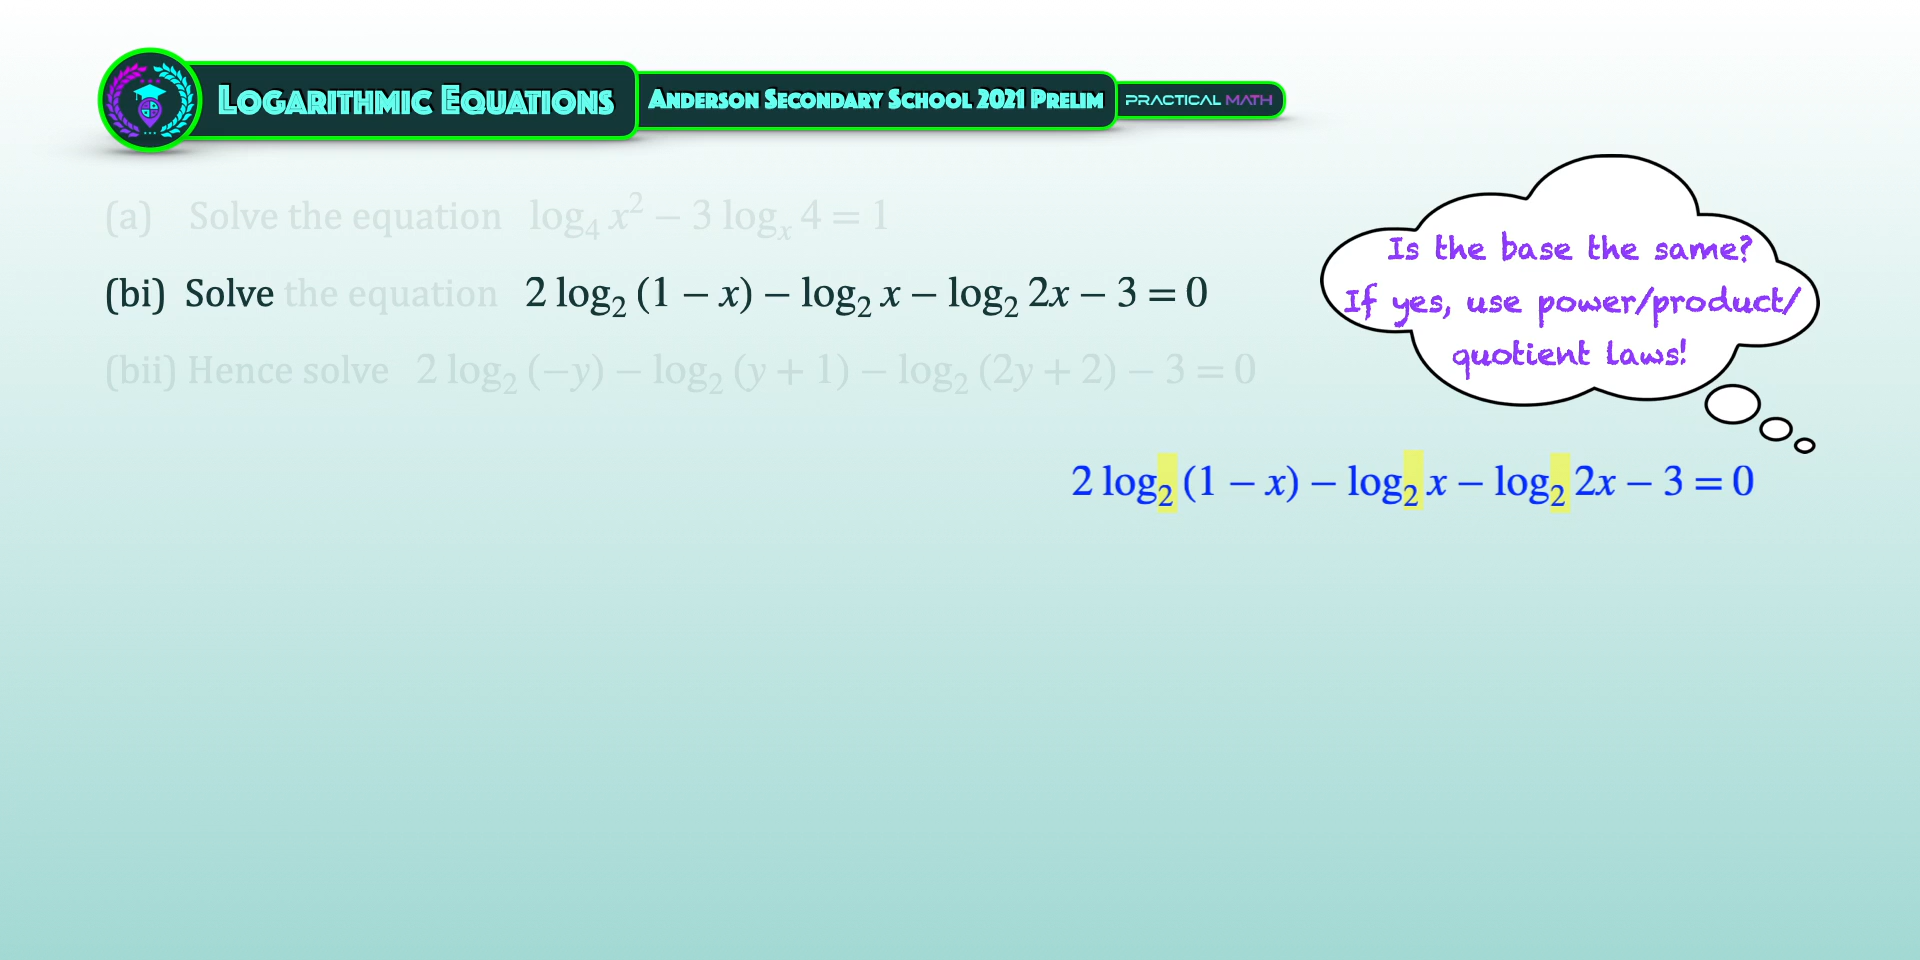 LOGARITHMIC EQUATIONS
ANDERSON SECONDARY SCHOOL 2021 PRELIM
PRACTICAL MATH
(a) Solve the equation log₄ x² − 3 logₓ 4 = 1
(bi) Solve the equation 2 log₂ (1 − x) − log₂ x − log₂ 2x − 3 = 0
(bii) Hence solve 2 log₂ (−y) − log₂ (y + 1) − log₂ (2y + 2) − 3 = 0
Is the base the same?
If yes, use power/product/
quotient laws!
2 log₂ (1 − x) − log₂ x − log₂ 2x − 3 = 0